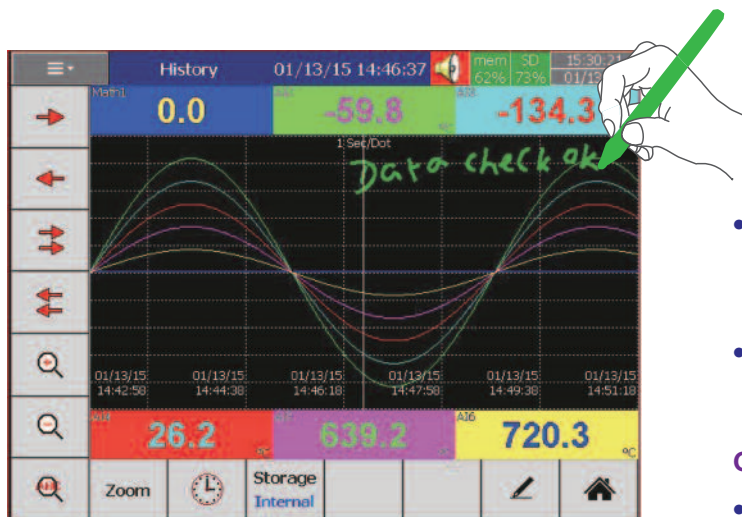 History 01/13/15 14:46:37 mem 62% SD 73% 15:30:21 01/13
Math1 0.0 -59.8 -134.3
1 Sec/Dot
Data check ok
01/13/15 14:42:58 01/13/15 14:44:38 01/13/15 14:46:18 01/13/15 14:47:58 01/13/15 14:49:38 01/13/15 14:51:18
26.2 639.2 AI6 720.3 °C
Zoom Storage Internal